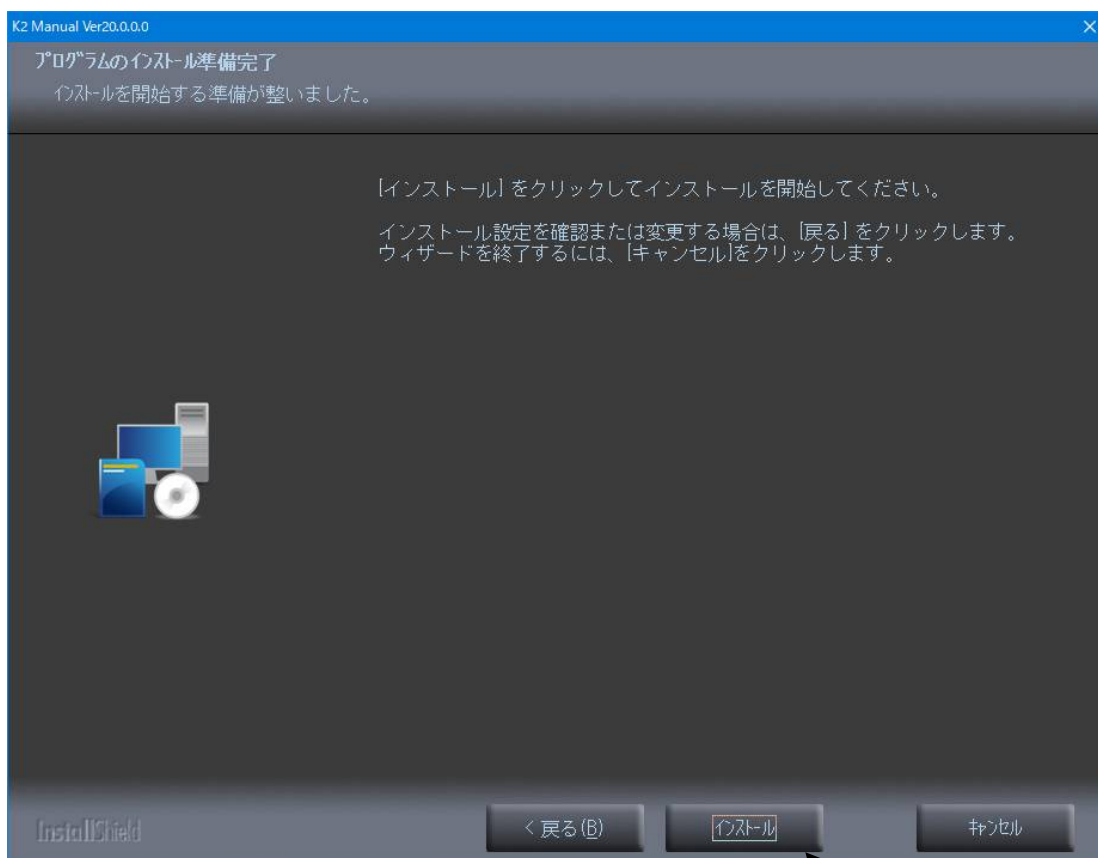 K2 Manual Ver20.0.0.0
プログラムのインストール準備完了
インストールを開始する準備が整いました。
[インストール] をクリックしてインストールを開始してください。
インストール設定を確認または変更する場合は、[戻る] をクリックします。
ウィザードを終了するには、[キャンセル]をクリックします。
InstallShield
< 戻る(B)
インストール
キャンセル